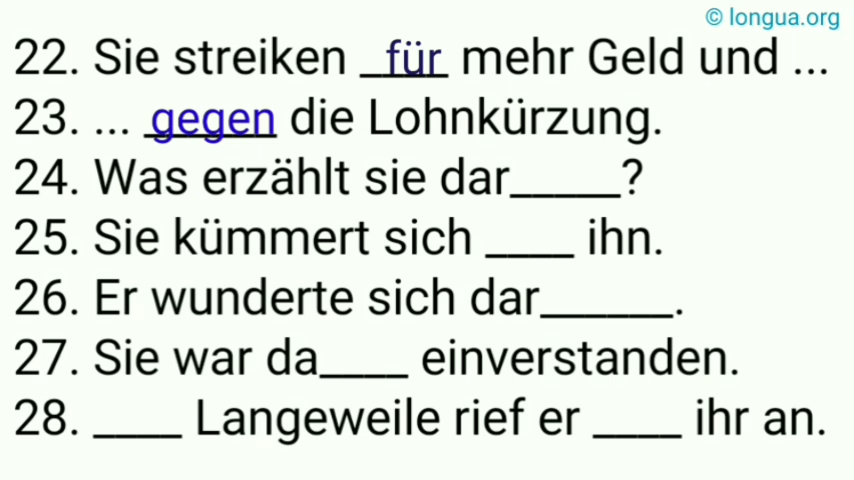 © longua.org
22. Sie streiken __für_ mehr Geld und ...
23. ... gegen die Lohnkürzung.
24. Was erzählt sie dar_____?
25. Sie kümmert sich ____ ihn.
26. Er wunderte sich dar______.
27. Sie war da____ einverstanden.
28. ____ Langeweile rief er ____ ihr an.